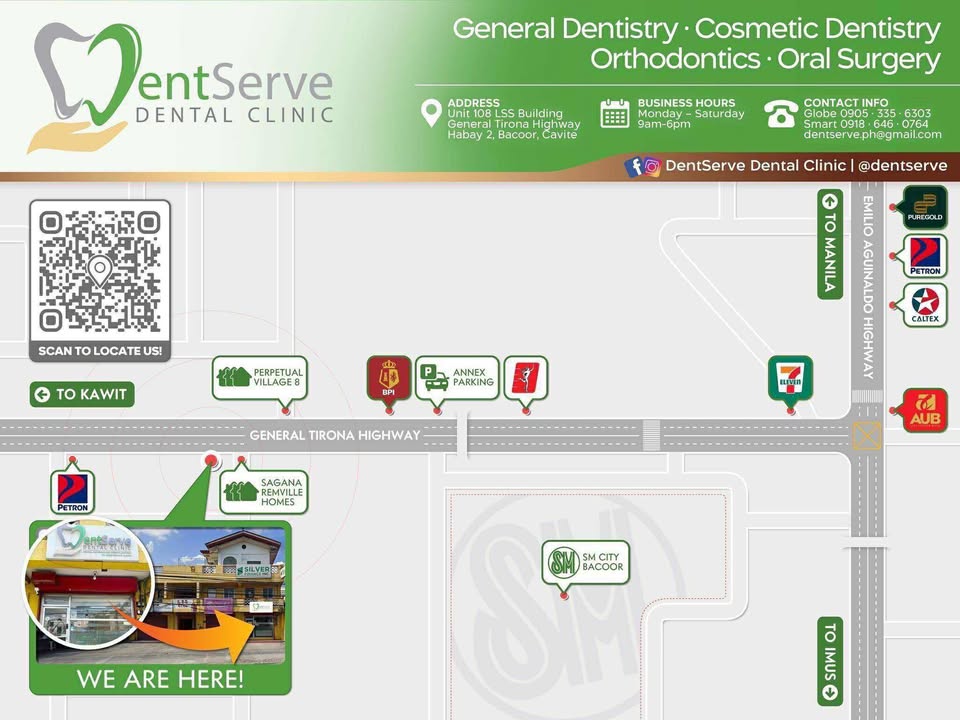 DentServe
DENTAL CLINIC
General Dentistry · Cosmetic Dentistry
Orthodontics · Oral Surgery
ADDRESS
Unit 108 LSS Building
General Tirona Highway
Habay 2, Bacoor, Cavite
BUSINESS HOURS
Monday – Saturday
9am-6pm
CONTACT INFO
Globe 0905 · 335 · 6303
Smart 0918 · 646 · 0764
dentserve.ph@gmail.com
DentServe Dental Clinic | @dentserve
SCAN TO LOCATE US!
TO MANILA
EMILIO AGUINALDO HIGHWAY
PUREGOLD
PETRON
CALTEX
TO KAWIT
PERPETUAL
VILLAGE 8
BPI
P
ANNEX
PARKING
7
ELEVEN
AUB
GENERAL TIRONA HIGHWAY
PETRON
SAGANA
REMVILLE
HOMES
SM
SM CITY
BACOOR
SM
DentServe
DENTAL CLINIC
SILVER
WE ARE HERE!
TO IMUS